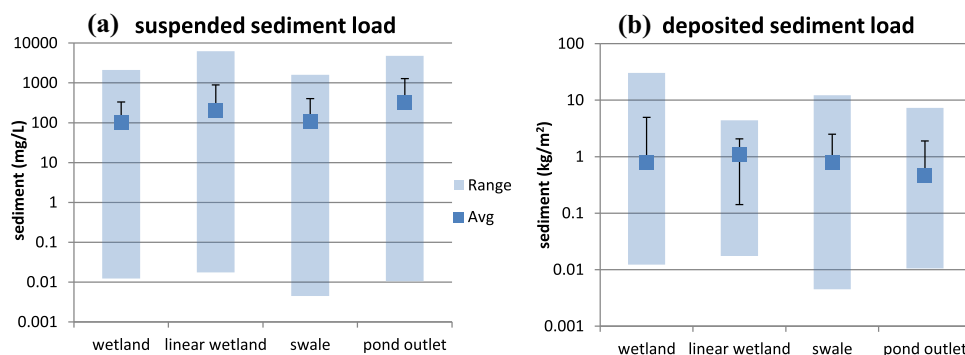 (a) suspended sediment load
10000
1000
100
10
1
0.1
0.01
0.001
sediment (mg/L)
wetland linear wetland swale pond outlet
Range
Avg
(b) deposited sediment load
100
10
1
0.1
0.01
0.001
sediment (kg/m²)
wetland linear wetland swale pond outlet